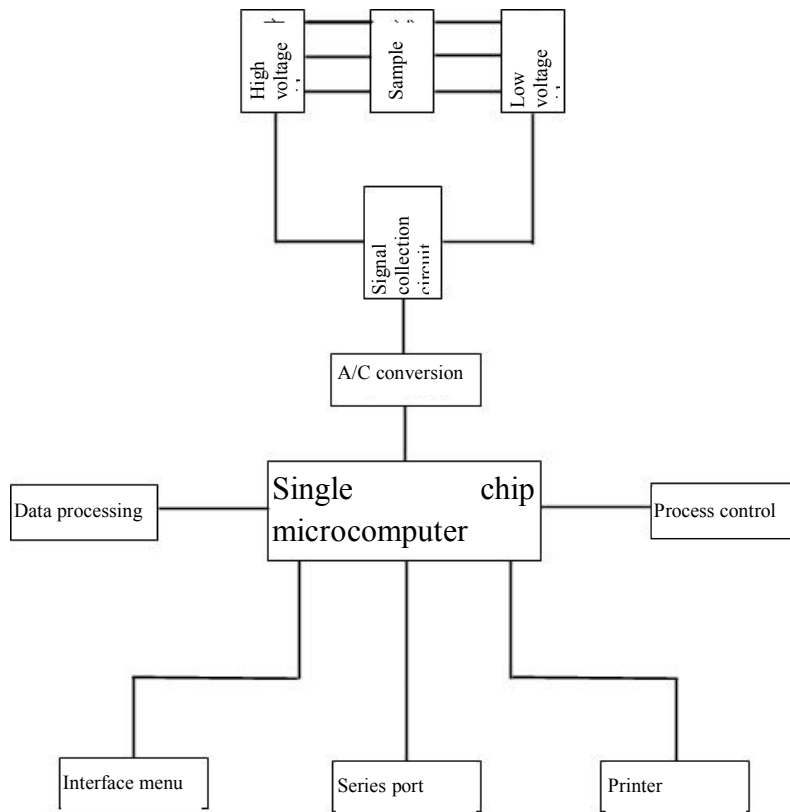 High
voltage
Sample
Low
voltage
Signal
collection
circuit
A/C conversion
Single chip
microcomputer
Data processing
Process control
Interface menu
Series port
Printer